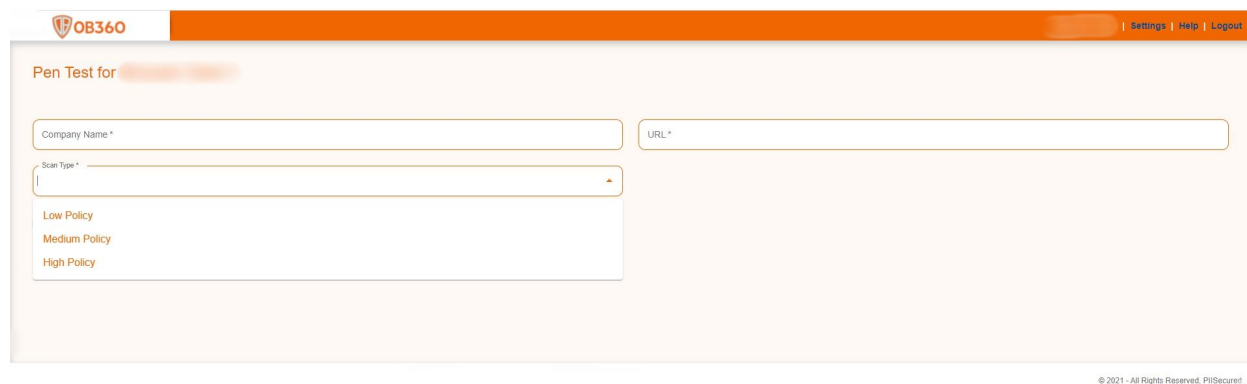 OB360
| Settings | Help | Logout
Pen Test for
Company Name *
URL *
Scan Type *
Low Policy
Medium Policy
High Policy
© 2021 - All Rights Reserved, PIISecured